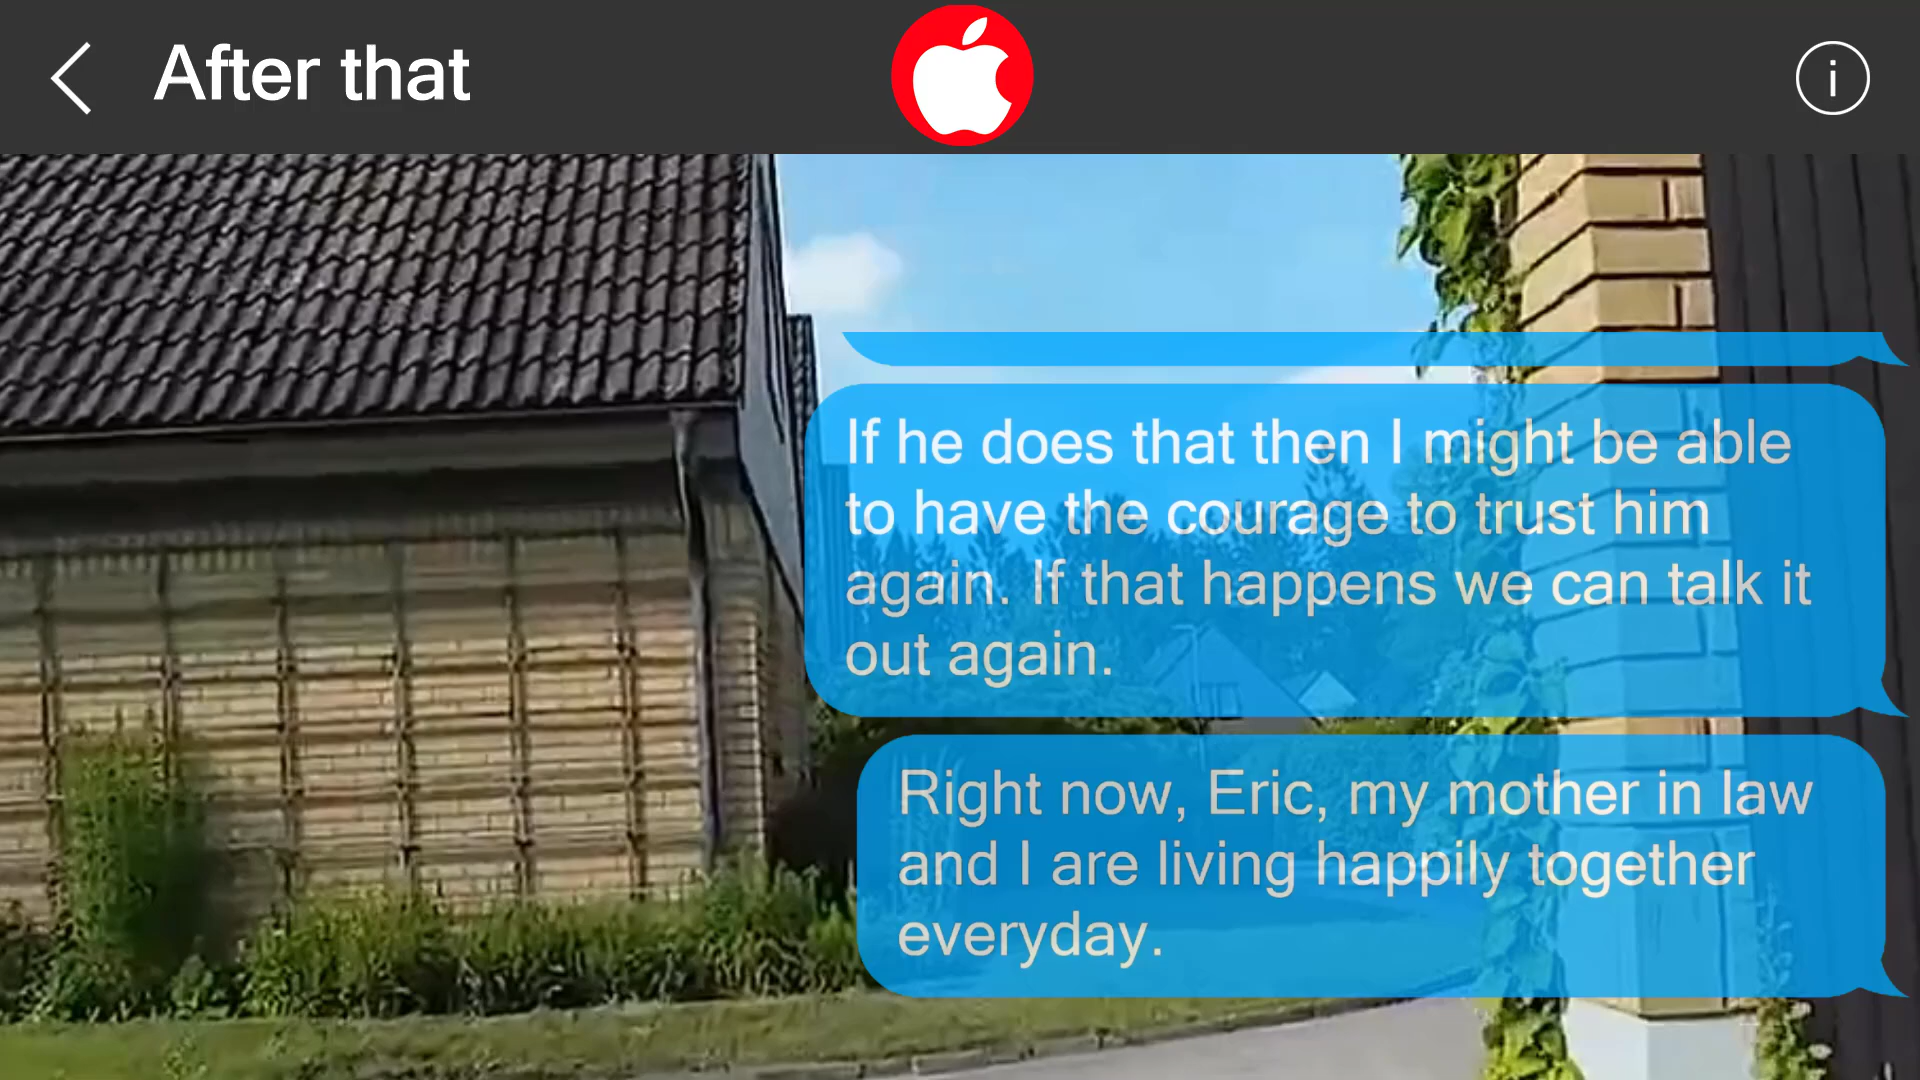 After that
If he does that then I might be able
to have the courage to trust him
again. If that happens we can talk it
out again.
Right now, Eric, my mother in law
and I are living happily together
everyday.